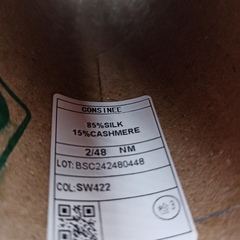 CONSINEE
85%SILK
15%CASHMERE
2/48 NM
LOT: BSC242480448
COL: SW422